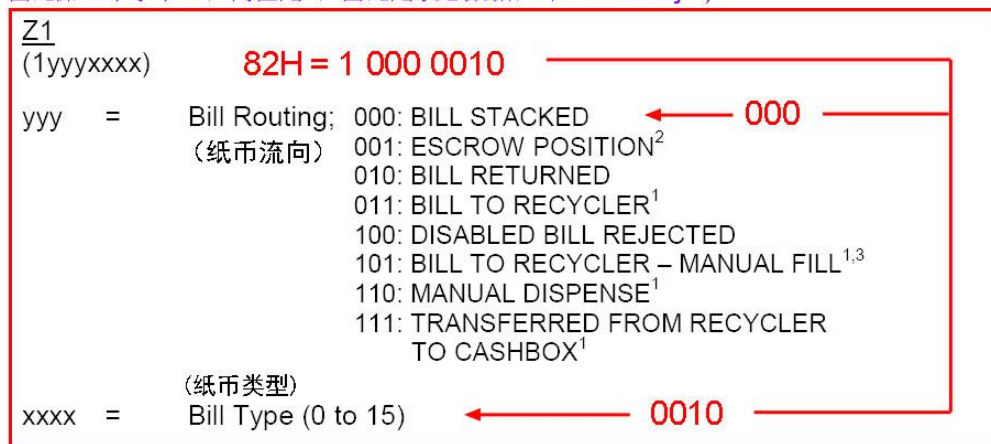 Z1
(1yyyxxxx) 82H = 1 000 0010
yyy = Bill Routing; 000: BILL STACKED 000
(纸币流向) 001: ESCROW POSITION2
010: BILL RETURNED
011: BILL TO RECYCLER1
100: DISABLED BILL REJECTED
101: BILL TO RECYCLER – MANUAL FILL1,3
110: MANUAL DISPENSE1
111: TRANSFERRED FROM RECYCLER
TO CASHBOX1
(纸币类型)
xxxx = Bill Type (0 to 15) 0010